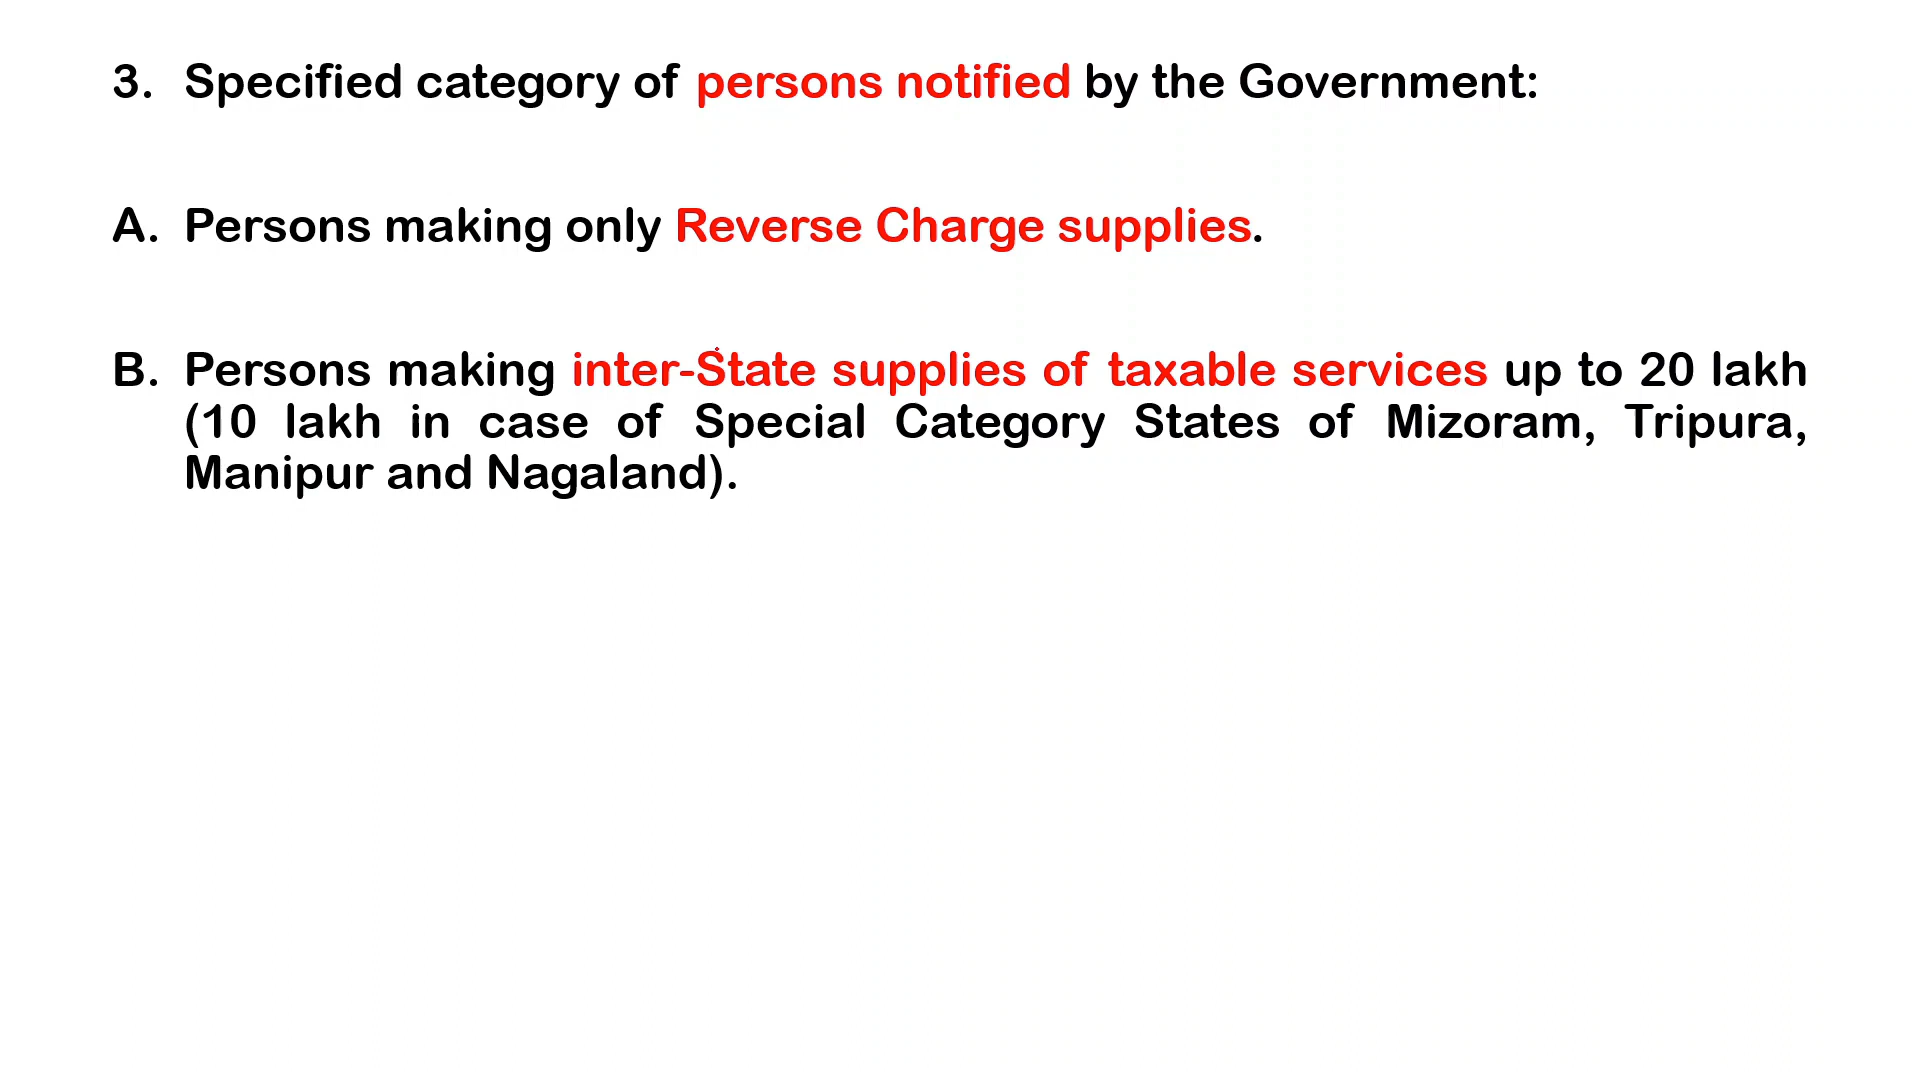 3. Specified category of persons notified by the Government:
A. Persons making only Reverse Charge supplies.
B. Persons making inter-State supplies of taxable services up to 20 lakh
(10 lakh in case of Special Category States of Mizoram, Tripura,
Manipur and Nagaland).